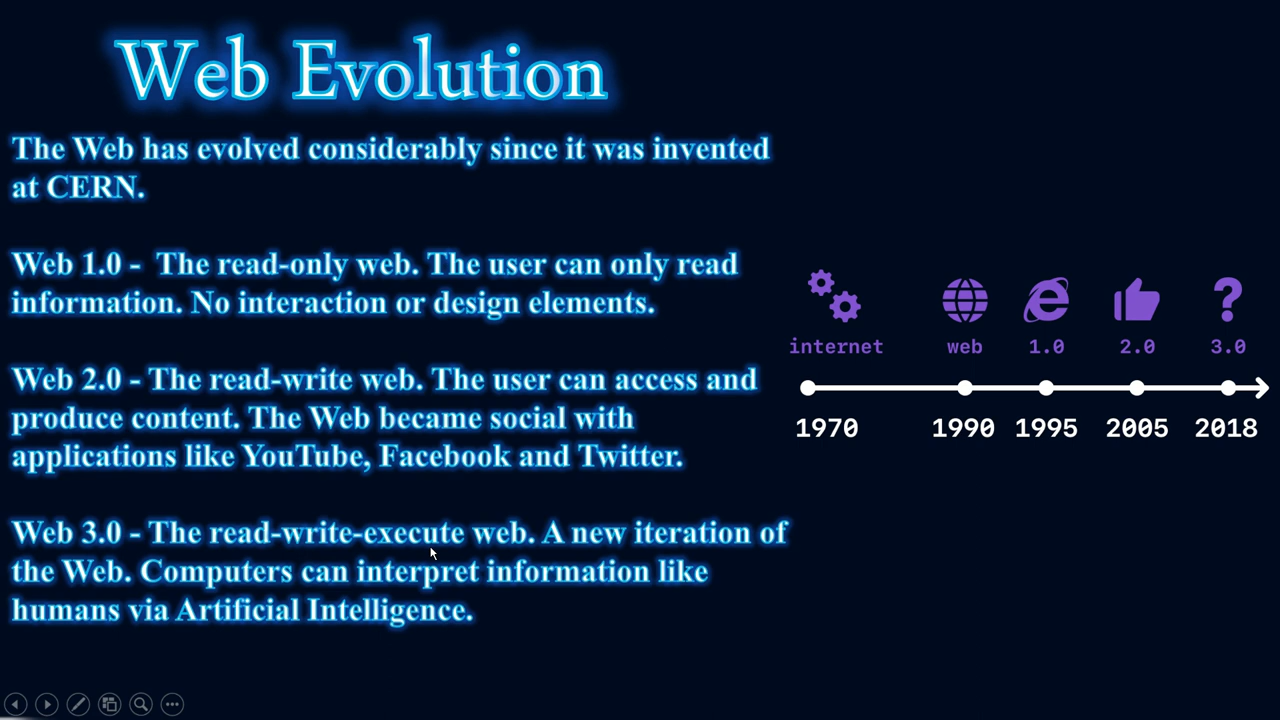 Web Evolution
The Web has evolved considerably since it was invented
at CERN.
Web 1.0 - The read-only web. The user can only read
information. No interaction or design elements.
Web 2.0 - The read-write web. The user can access and
produce content. The Web became social with
applications like YouTube, Facebook and Twitter.
Web 3.0 - The read-write-execute web. A new iteration of
the Web. Computers can interpret information like
humans via Artificial Intelligence.
internet web 1.0 2.0 3.0
1970 1990 1995 2005 2018